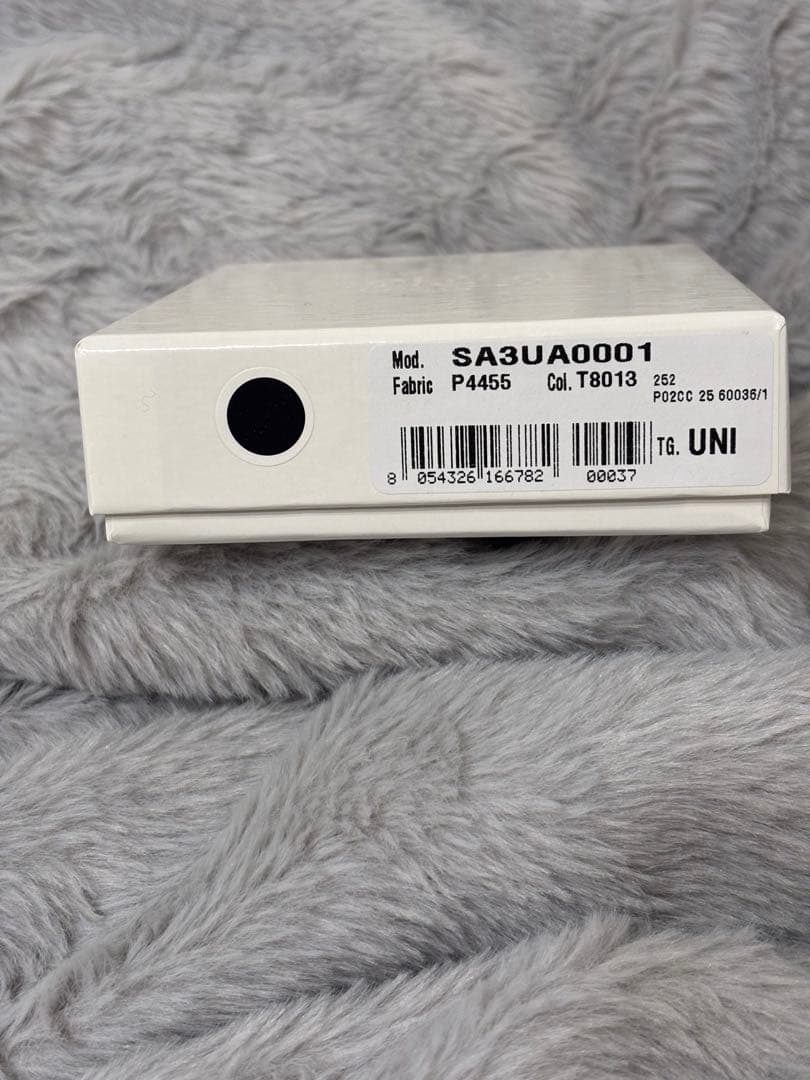 Mod. SA3UA0001
Fabric P4455 Col. T8013 252
P02CC 25 60036/1
TG. UNI
8 054326 166782 00037